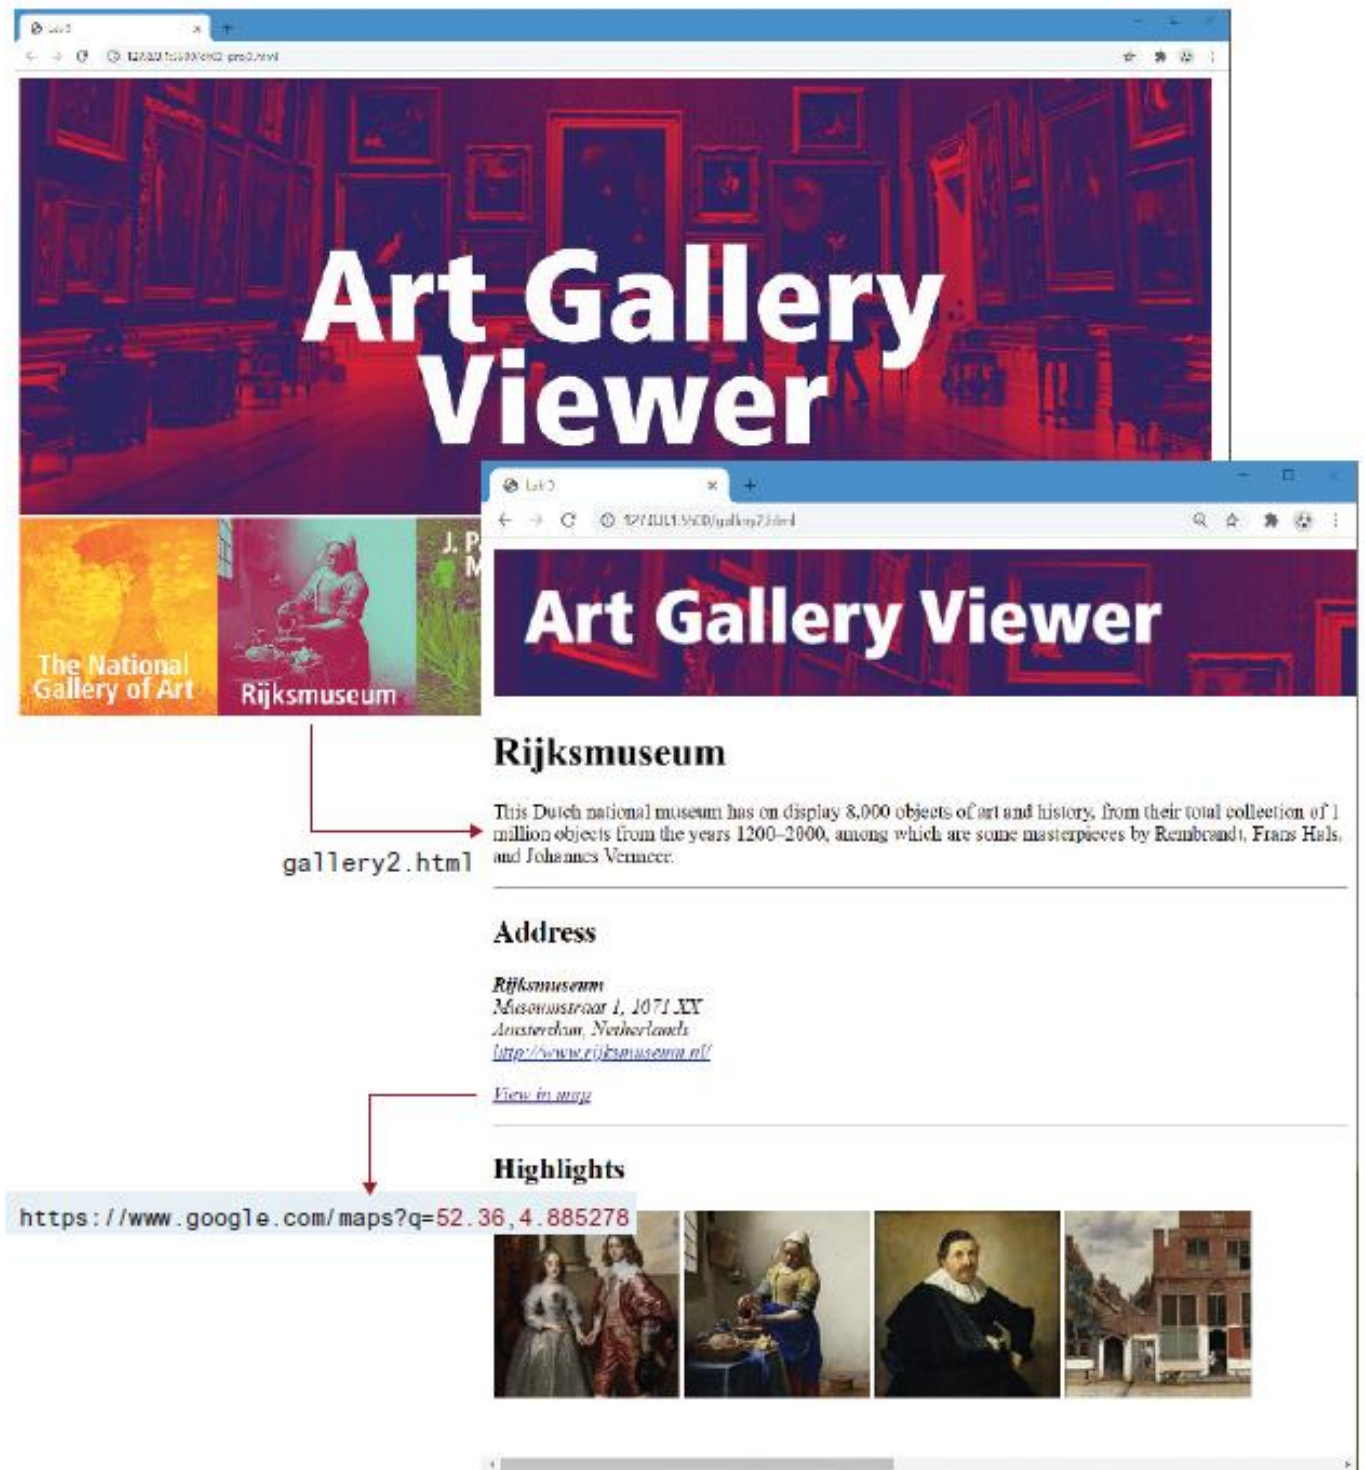 Art Gallery
Viewer
The National
Gallery of Art
Rijksmuseum
J. P
M
gallery2.html
Art Gallery Viewer
Rijksmuseum
This Dutch national museum has on display 8,000 objects of art and history, from their total collection of 1
million objects from the years 1200–2000, among which are some masterpieces by Rembrandt, Frans Hals,
and Johannes Vermeer.
Address
Rijksmuseum
Museumstraat 1, 1071 XX
Amsterdam, Netherlands
http://www.rijksmuseum.nl/
View in map
https://www.google.com/maps?q=52.36,4.885278
Highlights